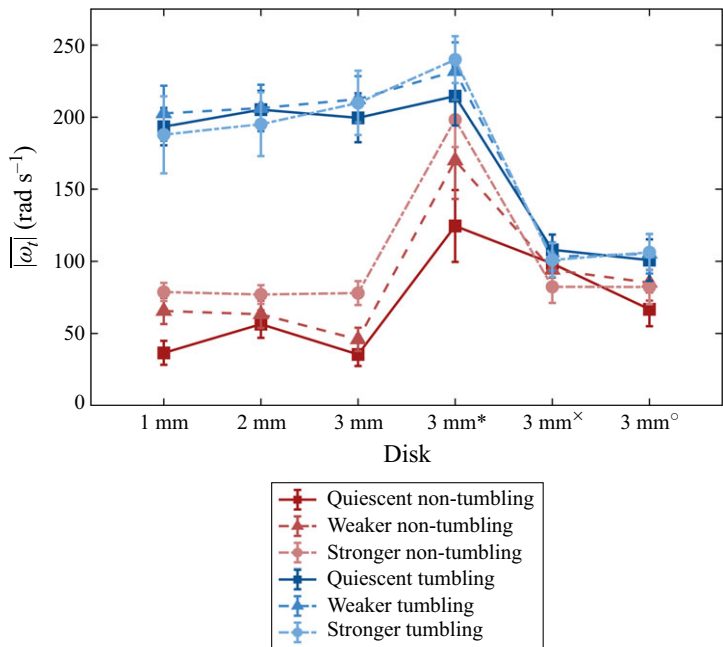 250
200
150
100
50
0
|ω_t| (rad s⁻¹)
1 mm 2 mm 3 mm 3 mm* 3 mm× 3 mm○
Disk
Quiescent non-tumbling
Weaker non-tumbling
Stronger non-tumbling
Quiescent tumbling
Weaker tumbling
Stronger tumbling